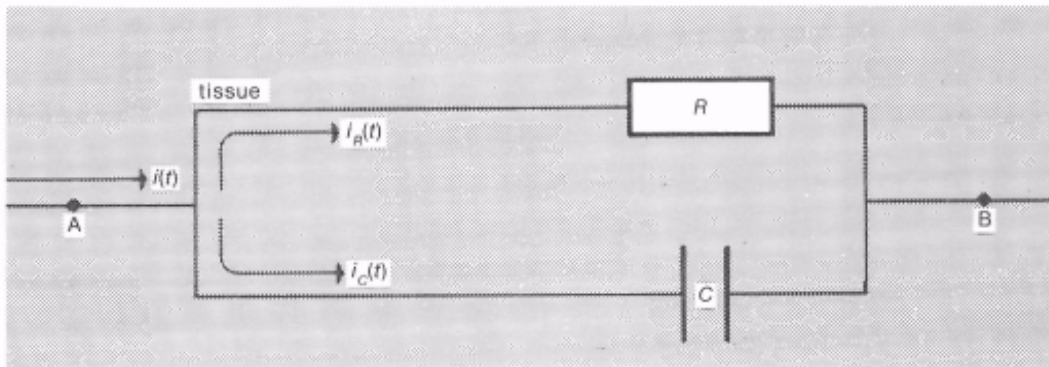 tissue
R
i_R(t)
i(t)
A
B
i_C(t)
C